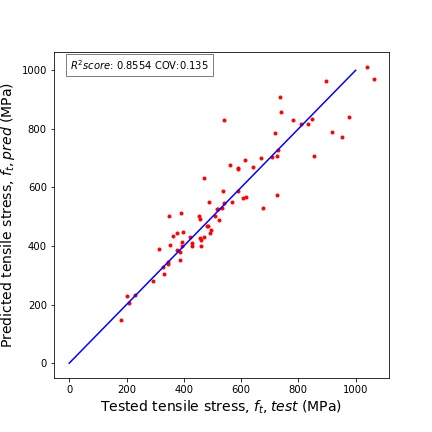 R²score: 0.8554 COV:0.135
1000
800
600
400
200
0
Predicted tensile stress, fₜ, pred (MPa)
0 200 400 600 800 1000
Tested tensile stress, fₜ, test (MPa)